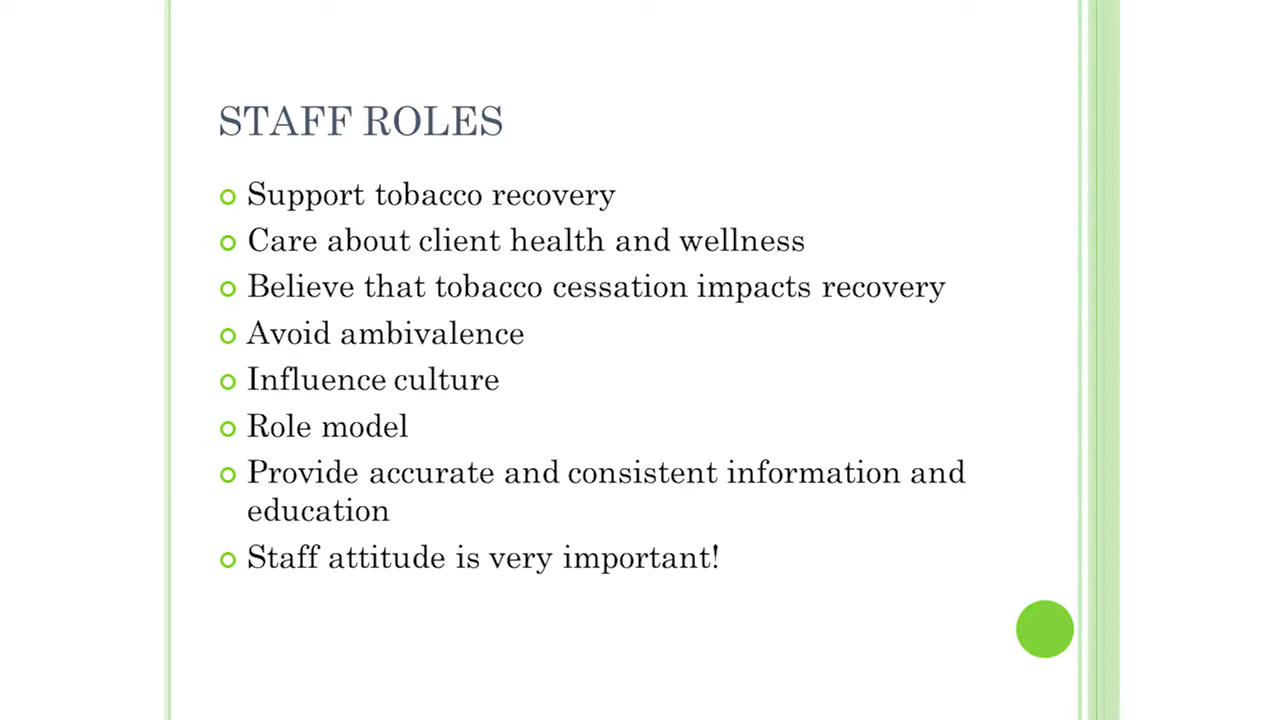 STAFF ROLES
Support tobacco recovery
Care about client health and wellness
Believe that tobacco cessation impacts recovery
Avoid ambivalence
Influence culture
Role model
Provide accurate and consistent information and
education
Staff attitude is very important!